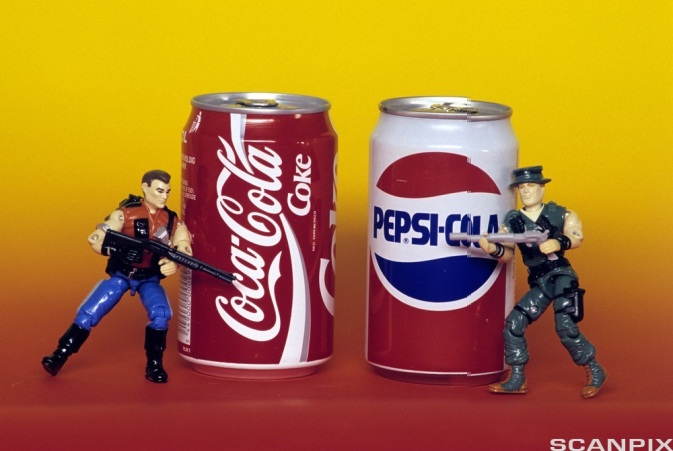 Coca-Cola
Coke
PEPSI-COLA
®
SCANPIX